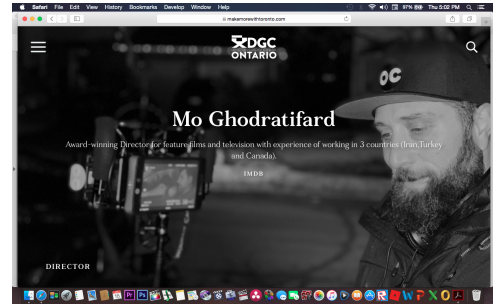 Safari File Edit View History Bookmarks Develop Window Help
97% Thu 5:02 PM
makemorewithtoronto.com
DGC
ONTARIO
OC
Mo Ghodratifard
Award-winning Director for feature films and television with experience of working in 3 countries (Iran,Turkey
and Canada).
IMDB
DIRECTOR